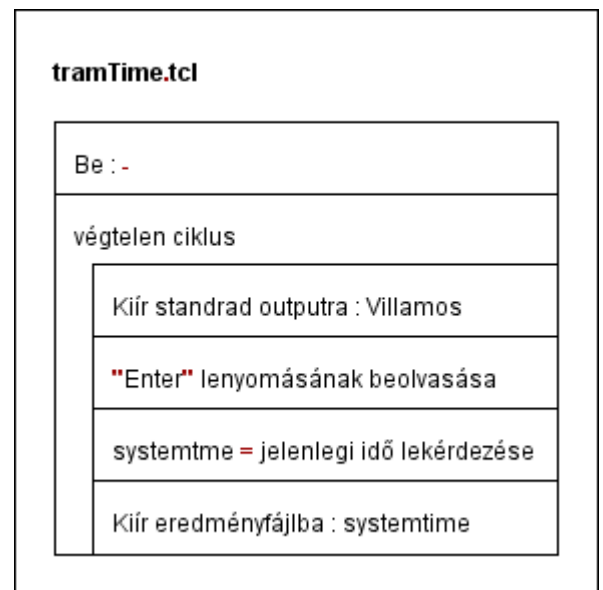 tramTime.tcl
Be : -
végtelen ciklus
Kiír standrad outputra : Villamos
"Enter" lenyomásának beolvasása
systemtme = jelenlegi idő lekérdezése
Kiír eredményfájlba : systemtime